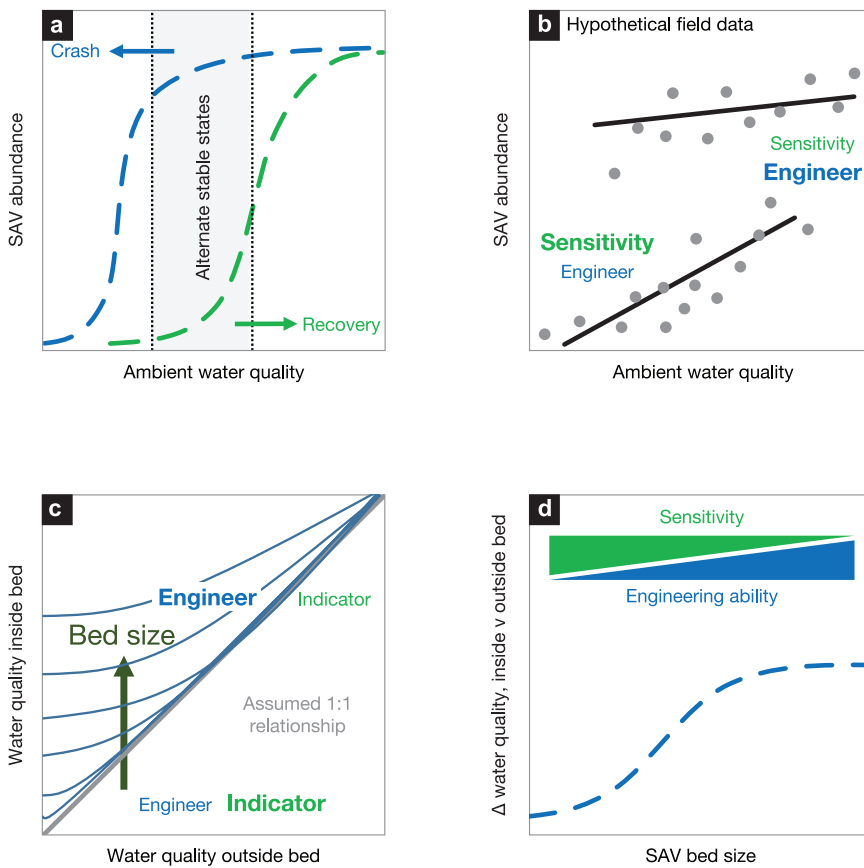 a
Crash
Alternate stable states
Recovery
SAV abundance
Ambient water quality
b
Hypothetical field data
Sensitivity
Engineer
Sensitivity
Engineer
SAV abundance
Ambient water quality
c
Engineer
Indicator
Bed size
Assumed 1:1
relationship
Engineer
Indicator
Water quality inside bed
Water quality outside bed
d
Sensitivity
Engineering ability
Δ water quality, inside v outside bed
SAV bed size